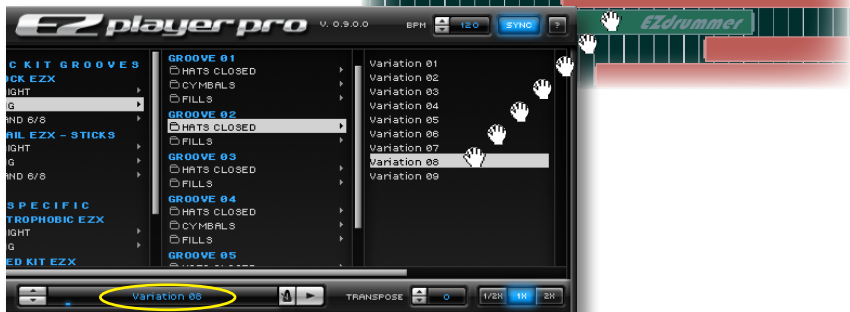 EZ player pro V. 0.9.0.0 BPM 120 SYNC ?
EZdrummer
C KIT GROOVES
OCK EZX
IGHT
G
AND 6/8
AIL EZX - STICKS
IGHT
G
AND 6/8
SPECIFIC
TROPHOBIC EZX
IGHT
G
ED KIT EZX
GROOVE 01
HATS CLOSED
CYMBALS
FILLS
GROOVE 02
HATS CLOSED
FILLS
GROOVE 03
HATS CLOSED
FILLS
GROOVE 04
HATS CLOSED
CYMBALS
FILLS
GROOVE 05
Variation 01
Variation 02
Variation 03
Variation 04
Variation 05
Variation 06
Variation 07
Variation 08
Variation 09
Variation 08 TRANSPOSE 0 1/2X 1X 2X